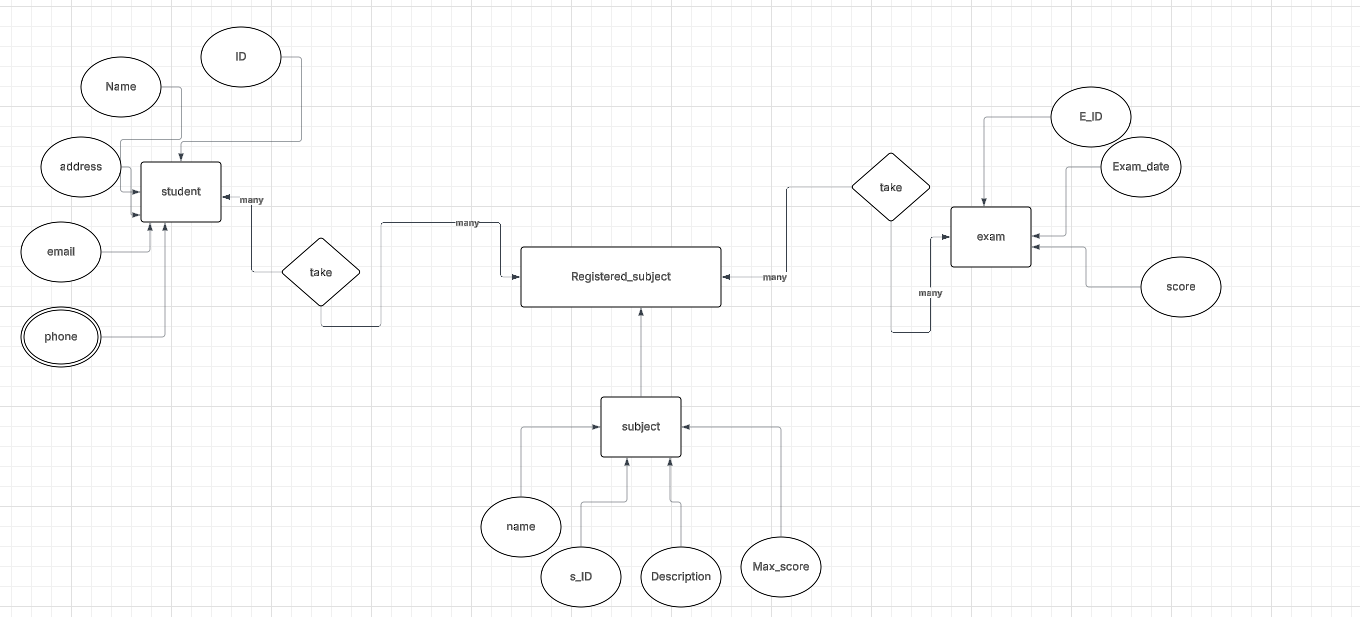 ID
Name
address
student
email
phone
many
take
many
Registered_subject
many
take
many
E_ID
Exam_date
exam
score
subject
name
s_ID
Description
Max_score